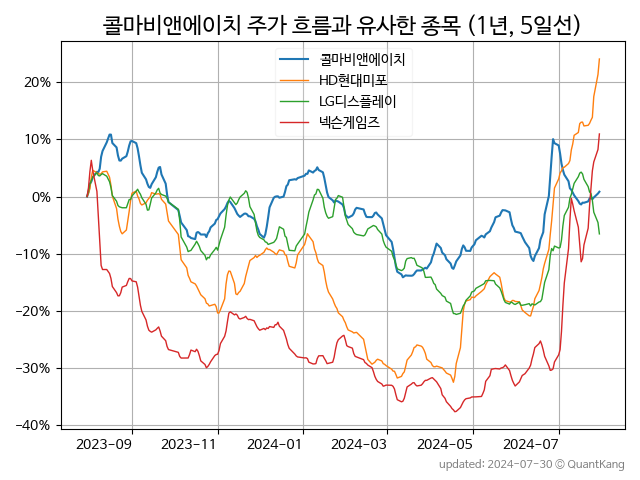 콜마비앤에이치 주가 흐름과 유사한 종목 (1년, 5일선)
콜마비앤에이치
HD현대미포
LG디스플레이
넥슨게임즈
20%
10%
0%
−10%
−20%
−30%
−40%
2023-09 2023-11 2024-01 2024-03 2024-05 2024-07
updated: 2024-07-30 © QuantKang